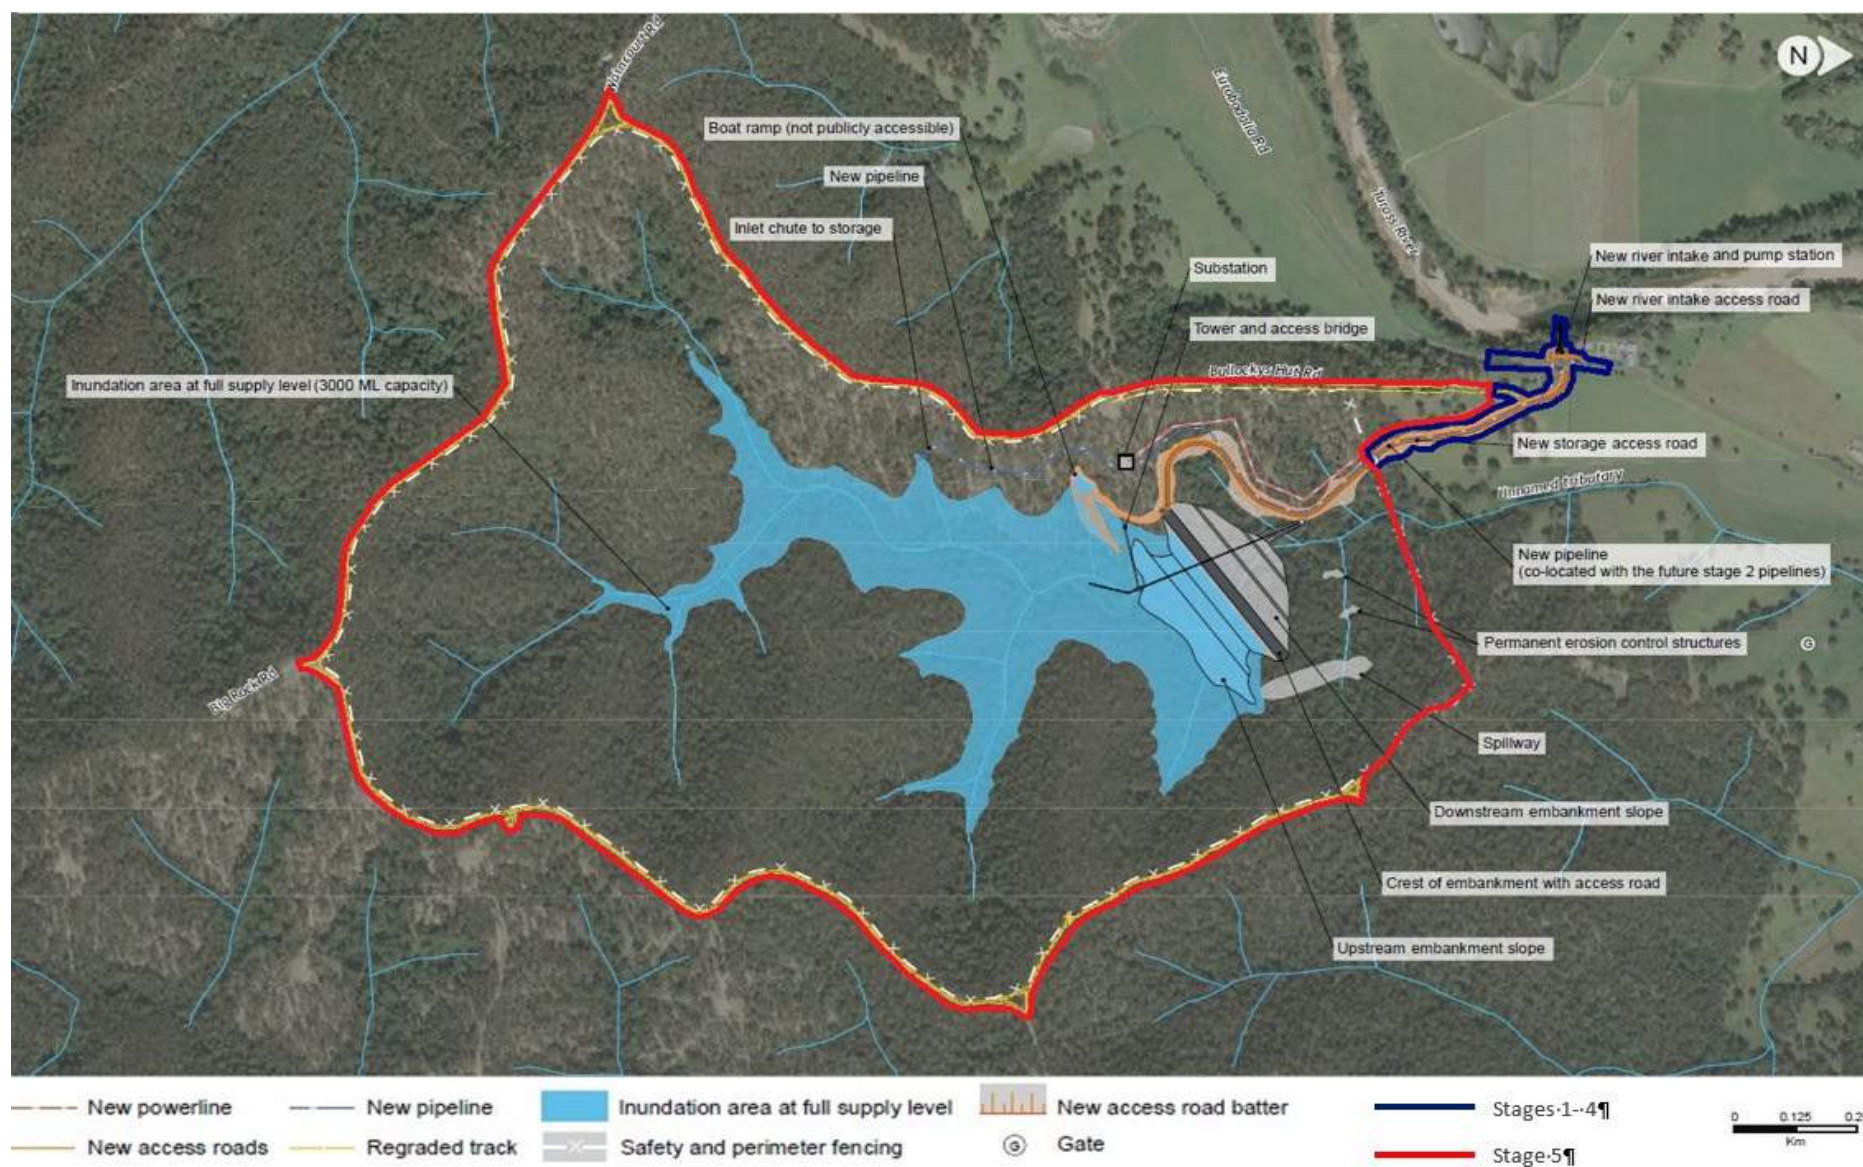 Waincourt Rd
N
Boat ramp (not publicly accessible)
Eurobodalla Rd
New pipeline
Tuross River
Inlet chute to storage
New river intake and pump station
Substation
New river intake access road
Tower and access bridge
Bullockys Hut Rd
Inundation area at full supply level (3000 ML capacity)
New storage access road
Unnamed tributary
New pipeline
(co-located with the future stage 2 pipelines)
Permanent erosion control structures
G
Big Rock Rd
Spillway
Downstream embankment slope
Crest of embankment with access road
Upstream embankment slope
New powerline
New pipeline
Inundation area at full supply level
New access road batter
Stages·1-·4¶
0 0.125 0.2
Km
New access roads
Regraded track
Safety and perimeter fencing
G Gate
Stage·5¶